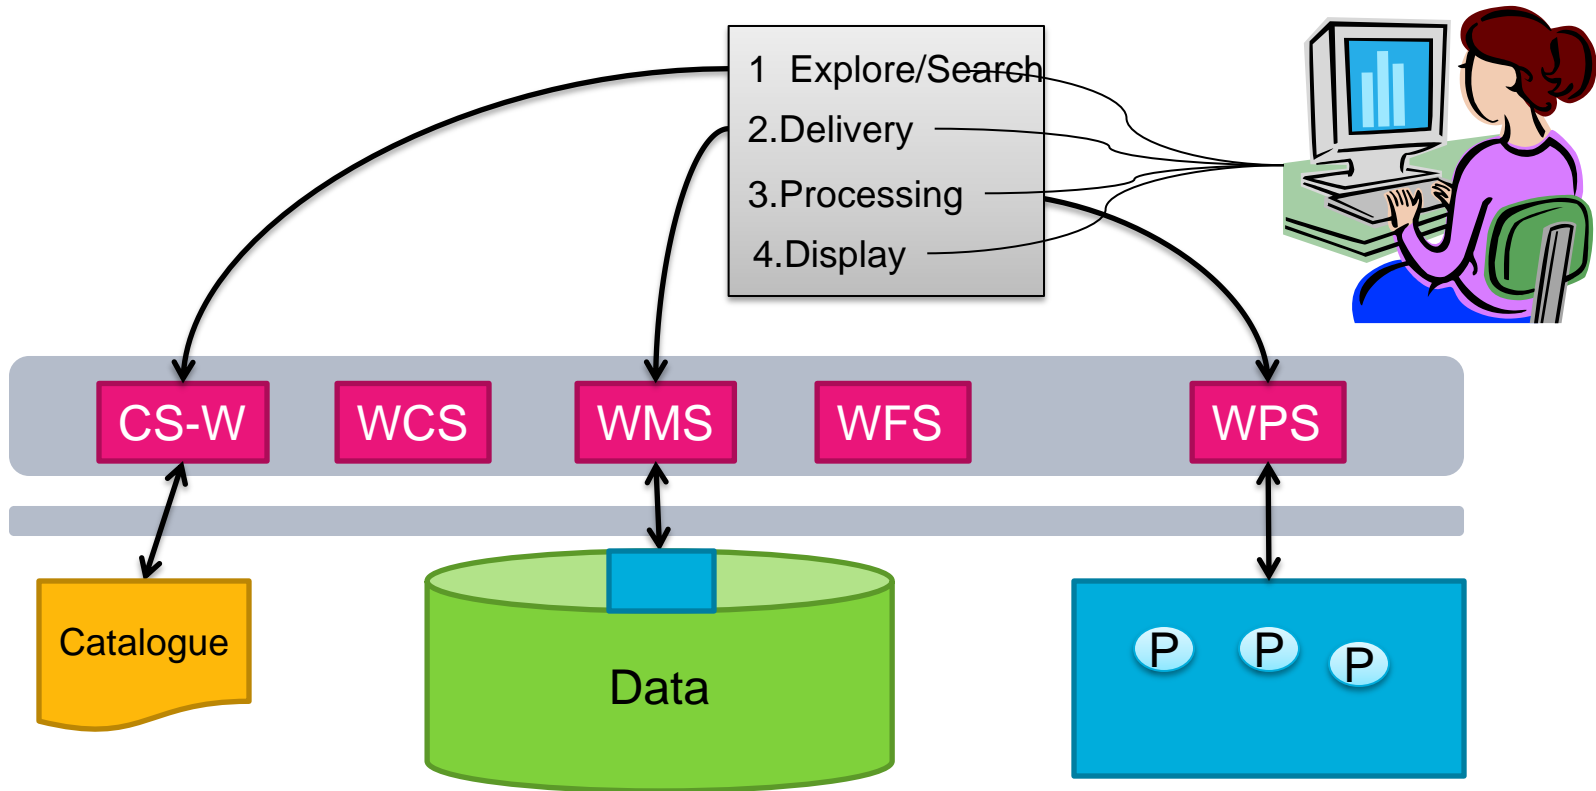 1 Explore/Search
2.Delivery
3.Processing
4.Display
CS-W
WCS
WMS
WFS
WPS
Catalogue
Data
P
P
P